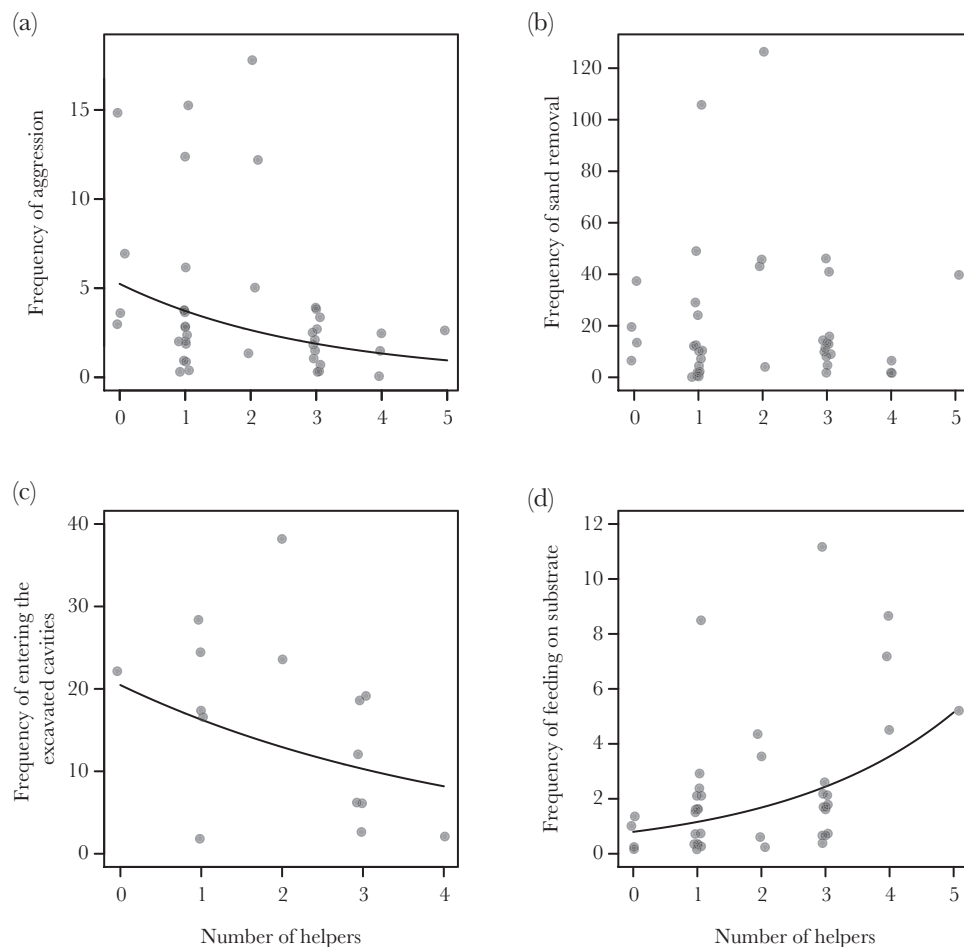 (a)
Frequency of aggression
15
10
5
0
0 1 2 3 4 5
(b)
Frequency of sand removal
120
100
80
60
40
20
0
0 1 2 3 4 5
(c)
Frequency of entering the
excavated cavities
40
30
20
10
0
0 1 2 3 4
Number of helpers
(d)
Frequency of feeding on substrate
12
10
8
6
4
2
0
0 1 2 3 4 5
Number of helpers